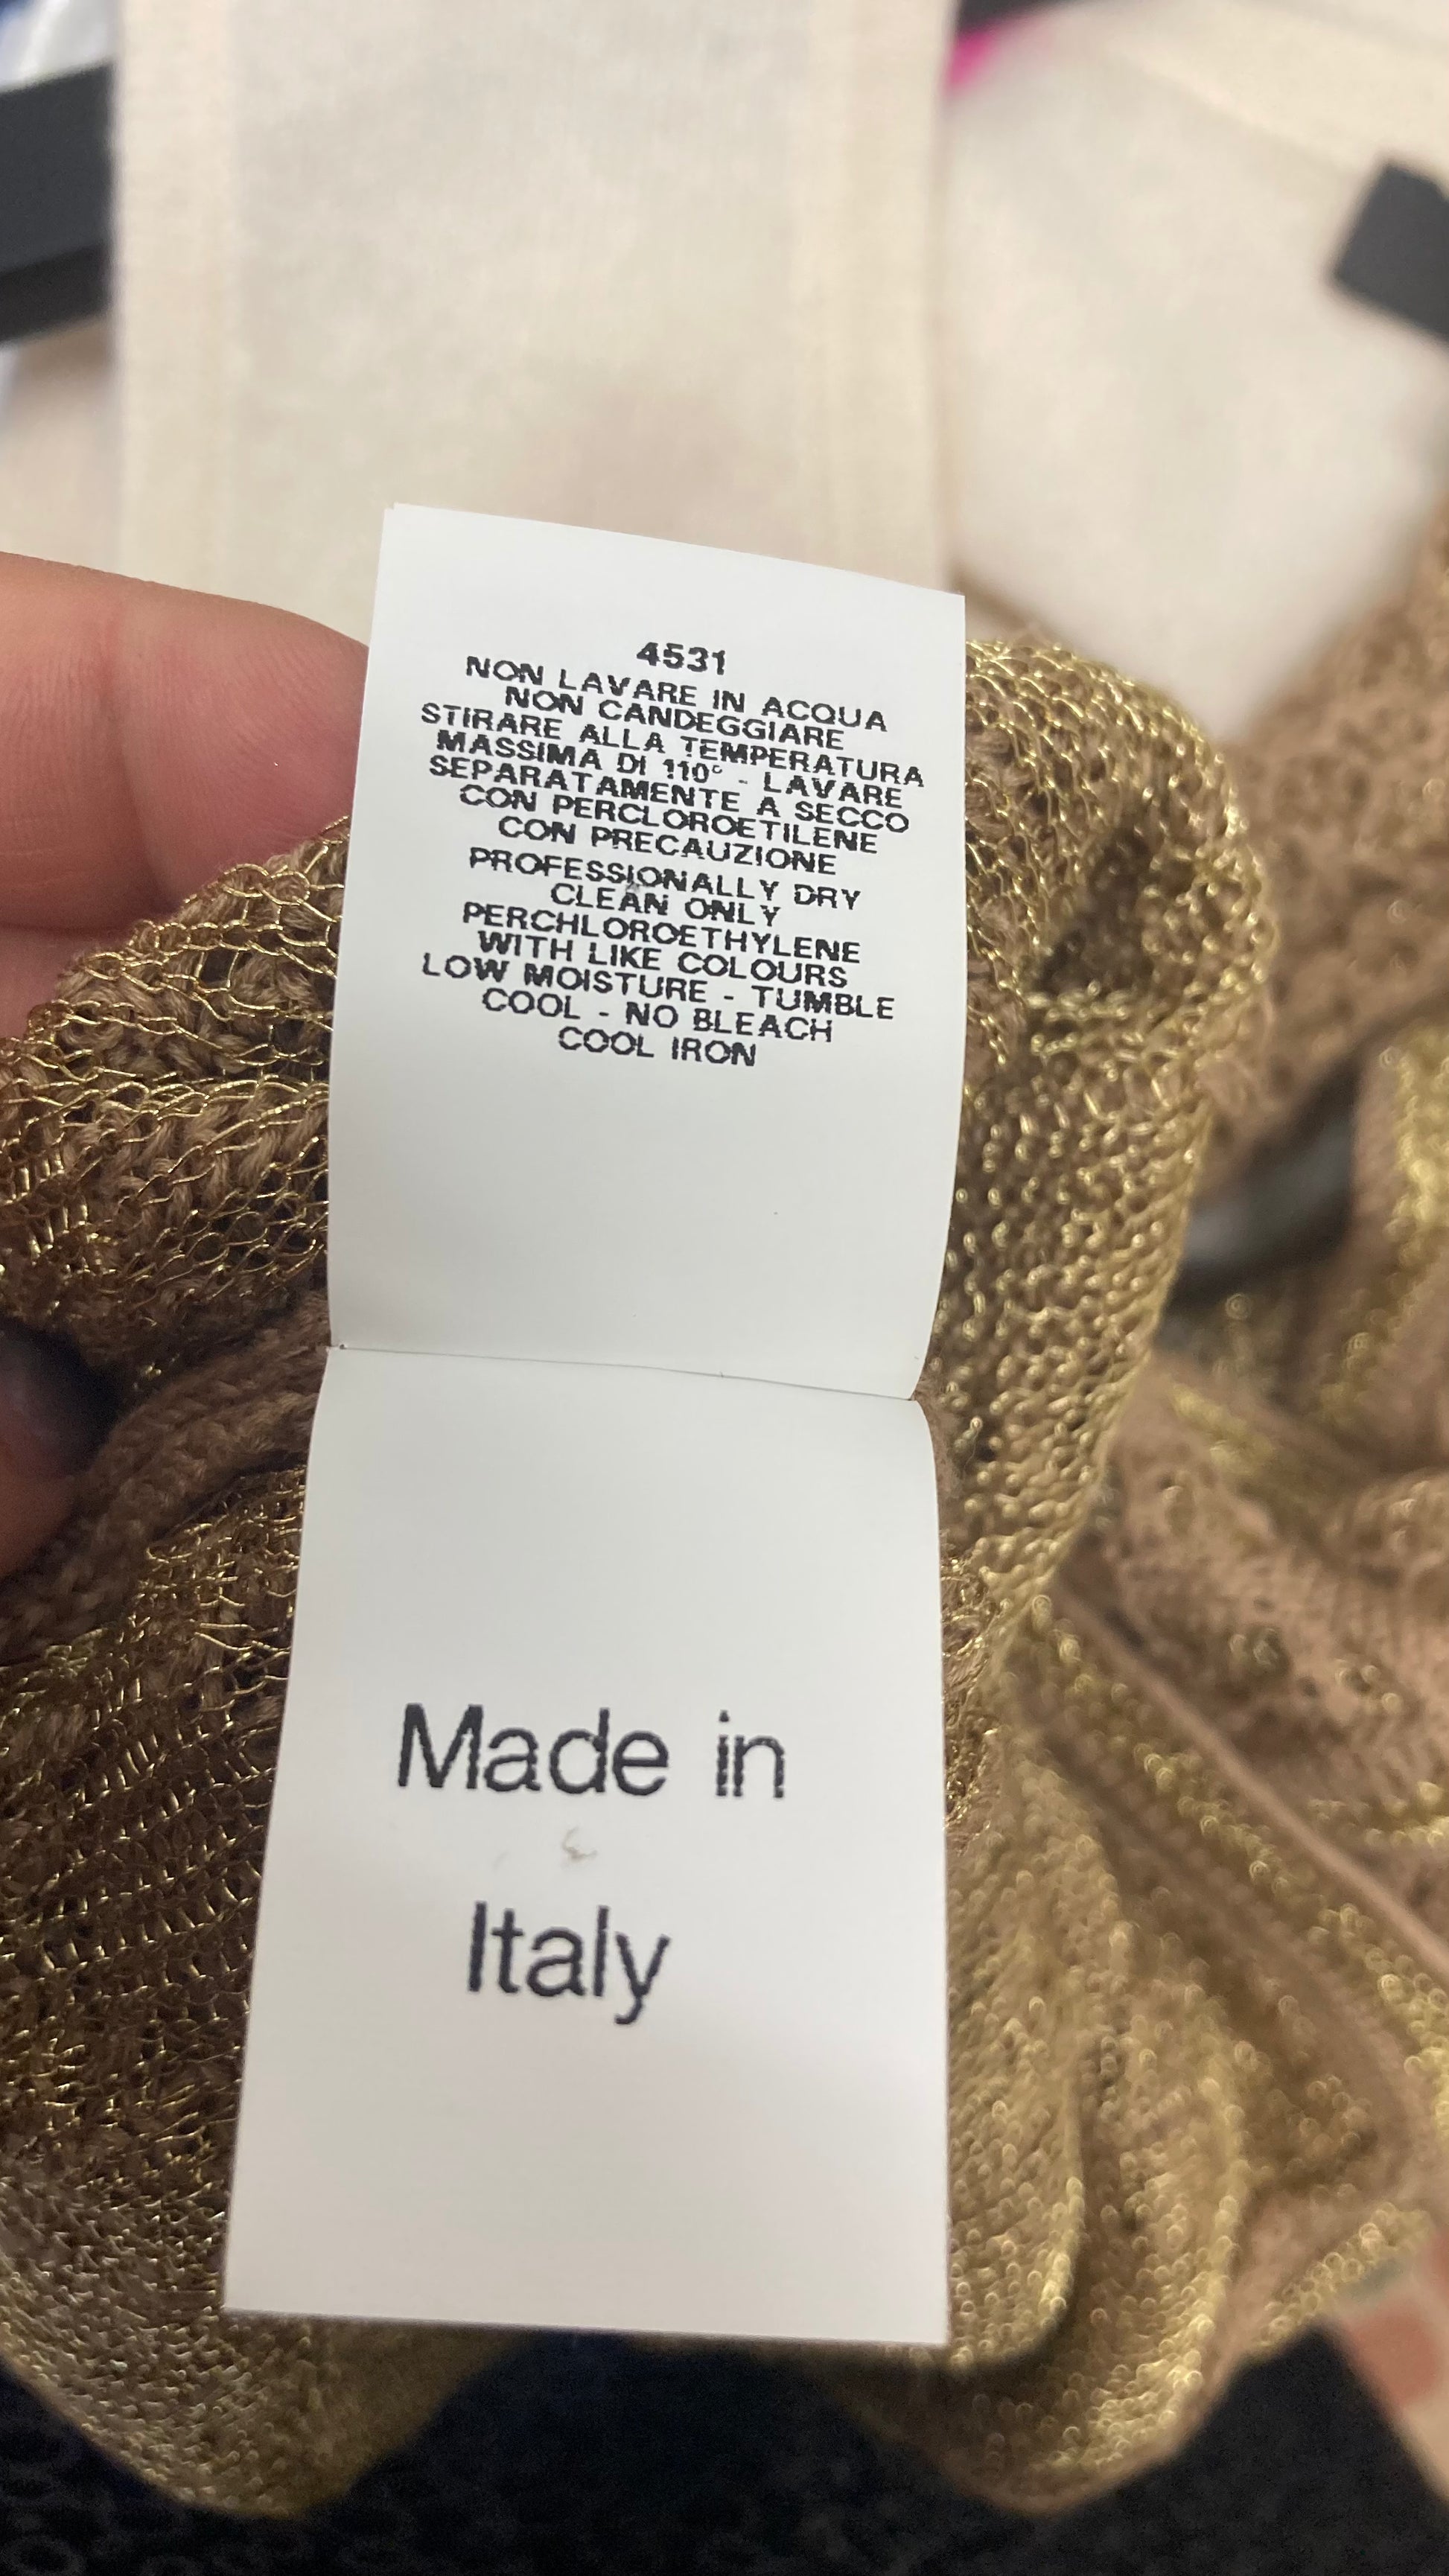 4531
NON LAVARE IN ACQUA
NON CANDEGGIARE
STIRARE ALLA TEMPERATURA
MASSIMA DI 110° - LAVARE
SEPARATAMENTE A SECCO
CON PERCLOROETILENE
CON PRECAUZIONE
PROFESSIONALLY DRY
CLEAN ONLY
PERCHLOROETHYLENE
WITH LIKE COLOURS
LOW MOISTURE - TUMBLE
COOL - NO BLEACH
COOL IRON
Made in
Italy